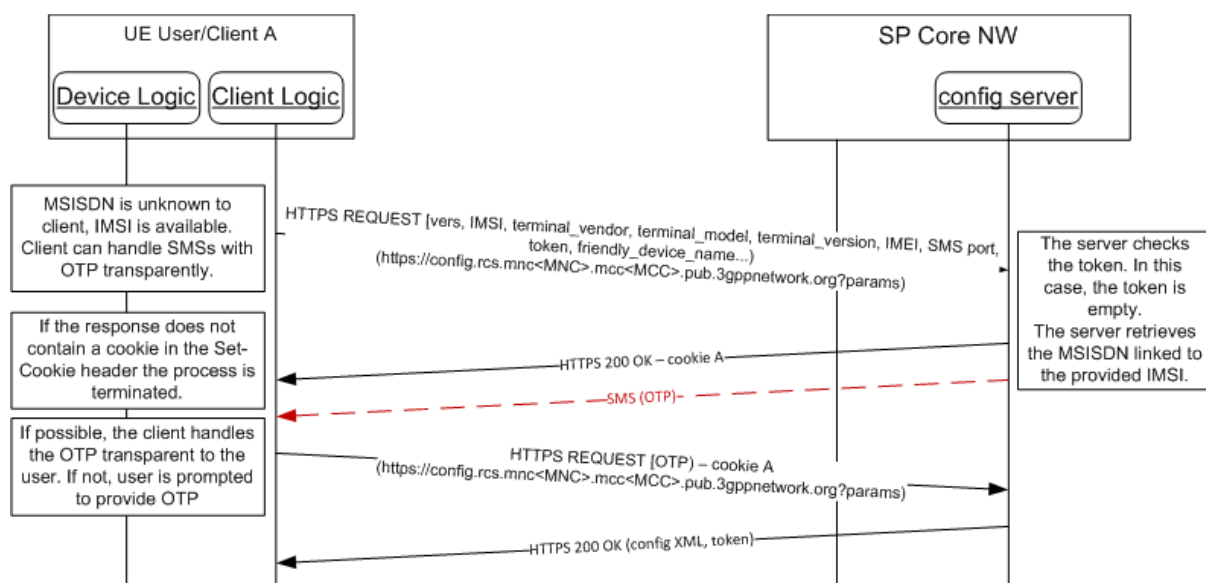 UE User/Client A
SP Core NW
Device Logic
Client Logic
config server
MSISDN is unknown to
client, IMSI is available.
Client can handle SMSs with
OTP transparently.
HTTPS REQUEST [vers, IMSI, terminal_vendor, terminal_model, terminal_version, IMEI, SMS port,
token, friendly_device_name...)
(https://config.rcs.mnc<MNC>.mcc<MCC>.pub.3gppnetwork.org?params)
The server checks
the token. In this
case, the token is
empty.
The server retrieves
the MSISDN linked to
the provided IMSI.
If the response does not
contain a cookie in the Set-
Cookie header the process is
terminated.
HTTPS 200 OK – cookie A
SMS (OTP)
If possible, the client handles
the OTP transparent to the
user. If not, user is prompted
to provide OTP
HTTPS REQUEST [OTP) – cookie A
(https://config.rcs.mnc<MNC>.mcc<MCC>.pub.3gppnetwork.org?params)
HTTPS 200 OK (config XML, token)